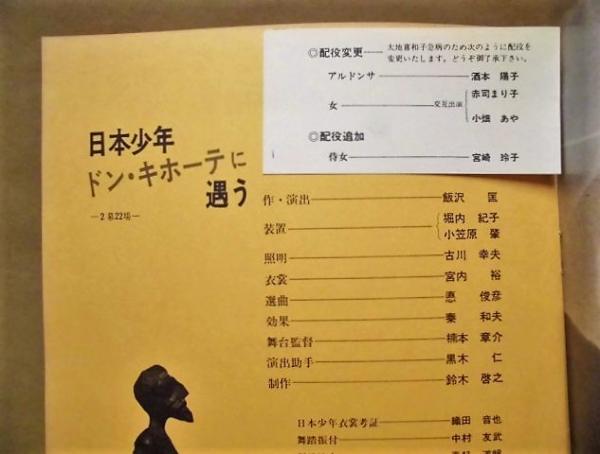 ◎配役変更——太地喜和子急病のため次のように配役を
変更いたします。どうぞ御了承下さい。
アルドンサ——酒本 陽子
女——交互出演 赤司まり子
小畑 あや
◎配役追加
侍女——宮崎 玲子
日本少年
ドン・キホーテに
遇う
—2幕22場—
作・演出——飯沢 匡
装置——堀内 紀子
小笠原 肇
照明——古川 幸夫
衣裳——宮内 裕
選曲——悳 俊彦
効果——秦 和夫
舞台監督——楠本 章介
演出助手——黒木 仁
制作——鈴木 啓之
日本少年衣裳考証——織田 音也
舞踏振付——中村 友武